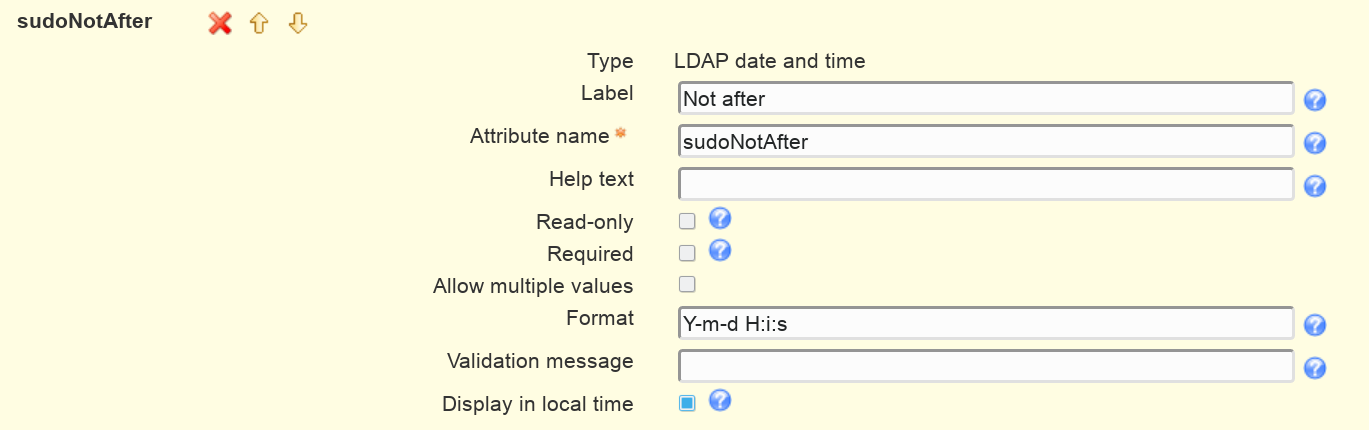 sudoNotAfter
Type LDAP date and time
Label Not after
Attribute name sudoNotAfter
Help text
Read-only
Required
Allow multiple values
Format Y-m-d H:i:s
Validation message
Display in local time